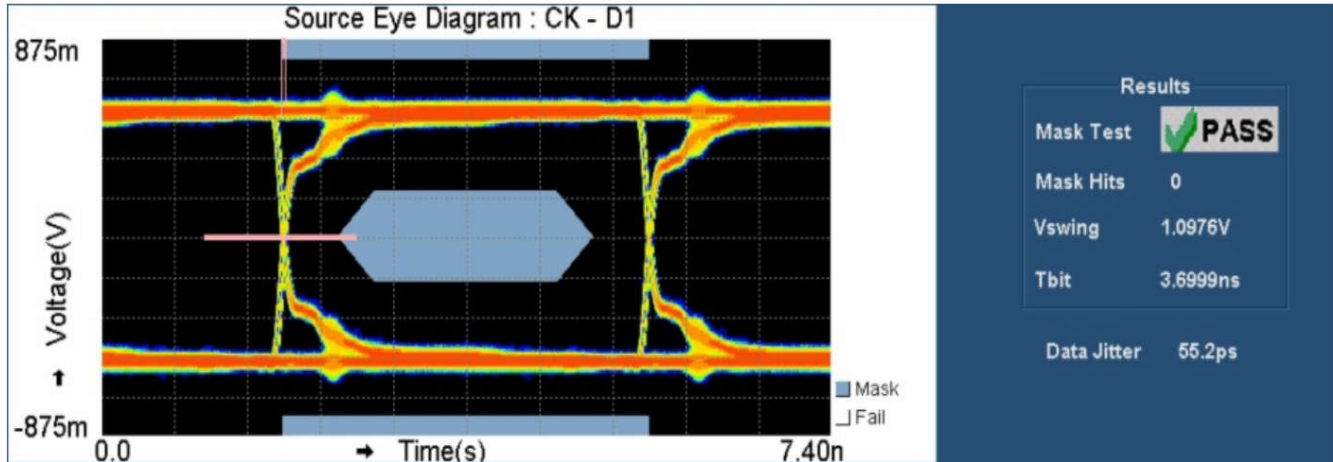 Source Eye Diagram : CK - D1
875m
Voltage(V)
-875m
0.0
Time(s)
7.40n
Mask
Fail
Results
Mask Test PASS
Mask Hits 0
Vswing 1.0976V
Tbit 3.6999ns
Data Jitter 55.2ps